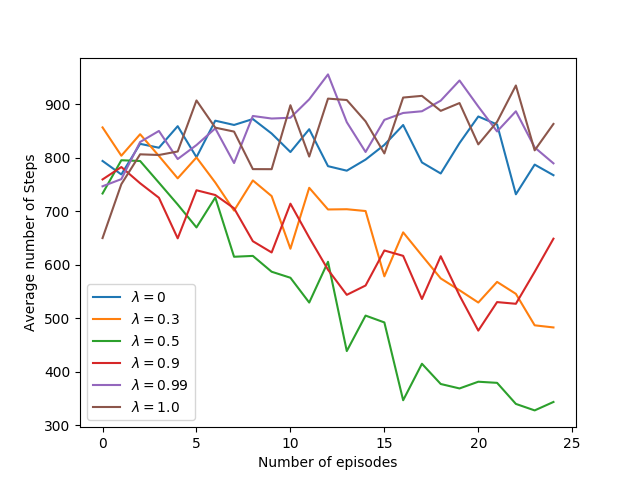 900
800
700
600
500
400
300
Average number of Steps
λ = 0
λ = 0.3
λ = 0.5
λ = 0.9
λ = 0.99
λ = 1.0
0 5 10 15 20 25
Number of episodes